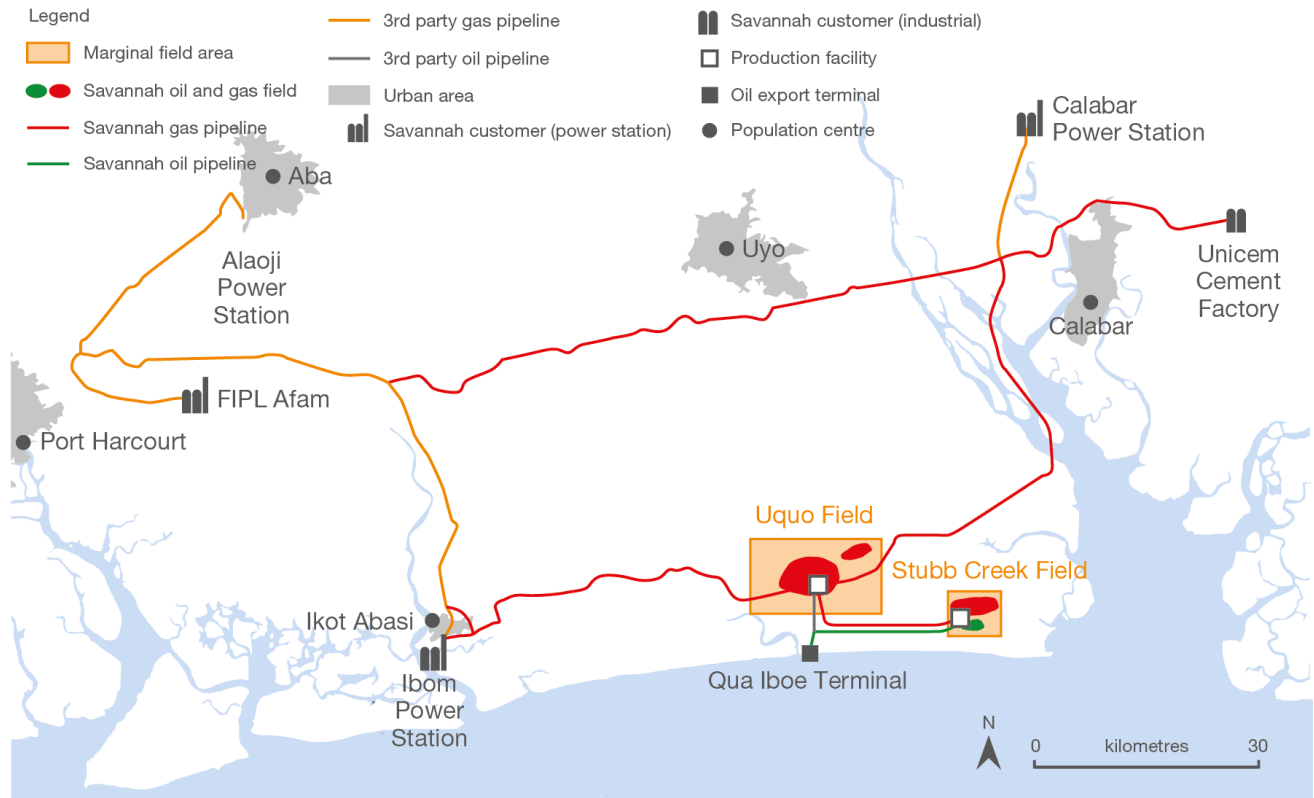 Legend
Marginal field area
Savannah oil and gas field
Savannah gas pipeline
Savannah oil pipeline
3rd party gas pipeline
3rd party oil pipeline
Urban area
Savannah customer (power station)
Savannah customer (industrial)
Production facility
Oil export terminal
Population centre
Calabar
Power Station
Aba
Alaoji
Power
Station
Uyo
Unicem
Cement
Factory
Calabar
FIPL Afam
Port Harcourt
Uquo Field
Stubb Creek Field
Ikot Abasi
Ibom
Power
Station
Qua Iboe Terminal
N
0 kilometres 30